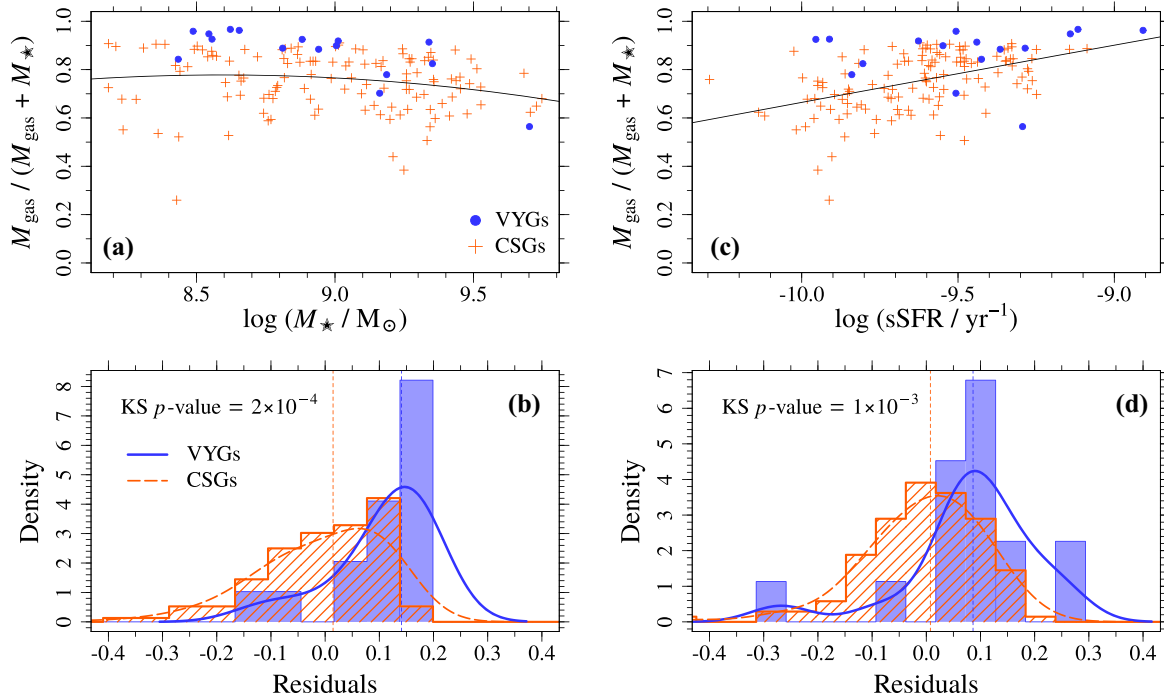 1.0
0.8
0.6
0.4
0.2
0.0
M_gas / (M_gas + M_★)
(a)
VYGs
CSGs
8.5 9.0 9.5
log (M_★ / M_⊙)
1.0
0.8
0.6
0.4
0.2
0.0
M_gas / (M_gas + M_★)
(c)
-10.0 -9.5 -9.0
log (sSFR / yr⁻¹)
8
7
6
5
4
3
2
1
0
Density
KS p-value = 2×10⁻⁴
(b)
VYGs
CSGs
-0.4 -0.3 -0.2 -0.1 0.0 0.1 0.2 0.3 0.4
Residuals
7
6
5
4
3
2
1
0
Density
KS p-value = 1×10⁻³
(d)
-0.4 -0.3 -0.2 -0.1 0.0 0.1 0.2 0.3 0.4
Residuals